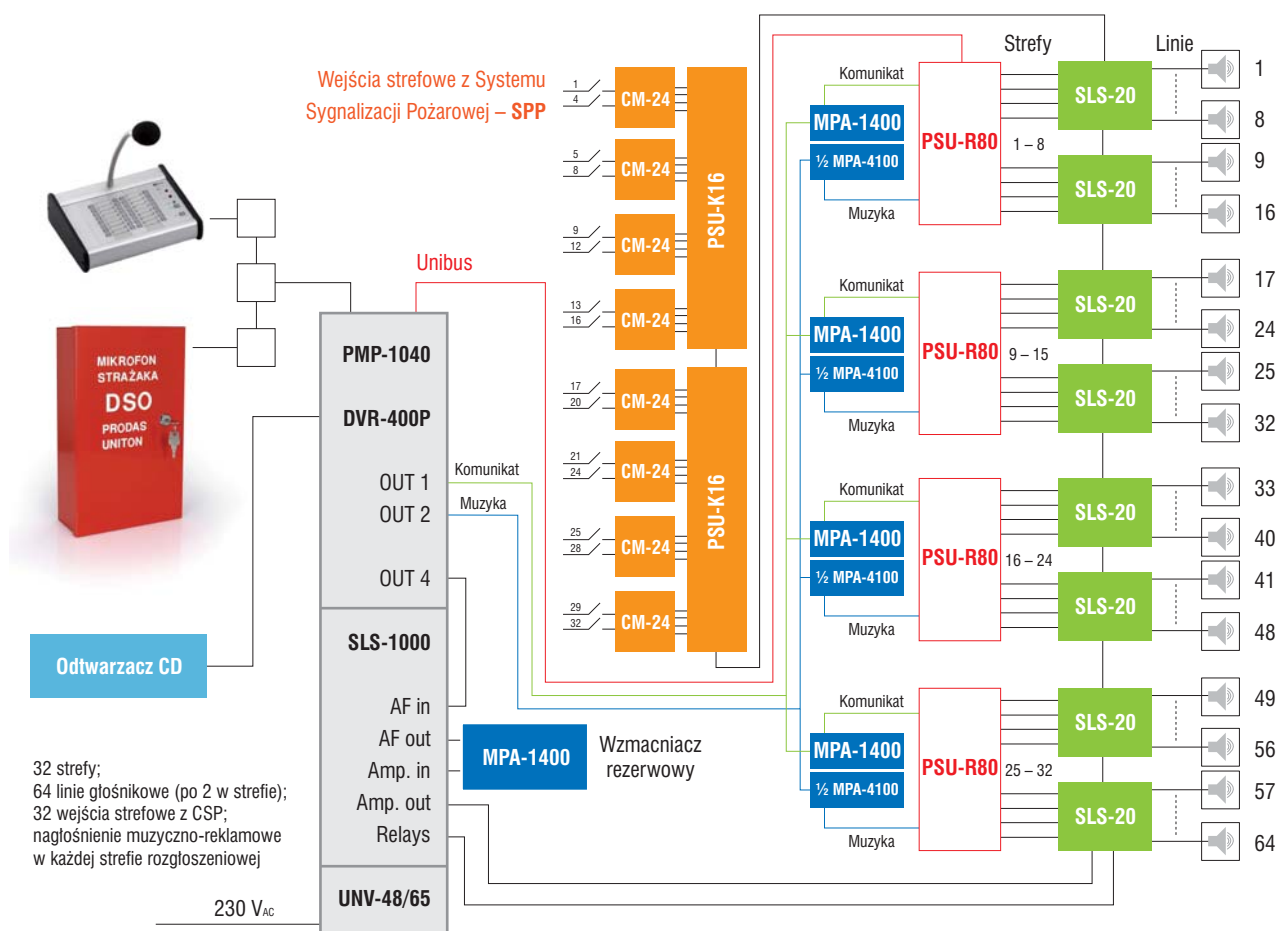 Wejścia strefowe z Systemu
Sygnalizacji Pożarowej – SPP
1
4
CM-24
5
8
CM-24
9
12
CM-24
13
16
CM-24
PSU-K16
17
20
CM-24
21
24
CM-24
25
28
CM-24
29
32
CM-24
PSU-K16
MIKROFON
STRAŻAKA
DSO
PRODAS
UNITON
Odtwarzacz CD
32 strefy;
64 linie głośnikowe (po 2 w strefie);
32 wejścia strefowe z CSP;
nagłośnienie muzyczno-reklamowe
w każdej strefie rozgłoszeniowej
230 VAC
Unibus
PMP-1040
DVR-400P
OUT 1
OUT 2
OUT 4
Komunikat
Muzyka
SLS-1000
AF in
AF out
Amp. in
Amp. out
Relays
UNV-48/65
MPA-1400
Wzmacniacz
rezerwowy
Strefy
Linie
Komunikat
MPA-1400
½ MPA-4100
Muzyka
PSU-R80
1 – 8
SLS-20
SLS-20
1
8
9
16
Komunikat
MPA-1400
½ MPA-4100
Muzyka
PSU-R80
9 – 15
SLS-20
SLS-20
17
24
25
32
Komunikat
MPA-1400
½ MPA-4100
Muzyka
PSU-R80
16 – 24
SLS-20
SLS-20
33
40
41
48
Komunikat
MPA-1400
½ MPA-4100
Muzyka
PSU-R80
25 – 32
SLS-20
SLS-20
49
56
57
64